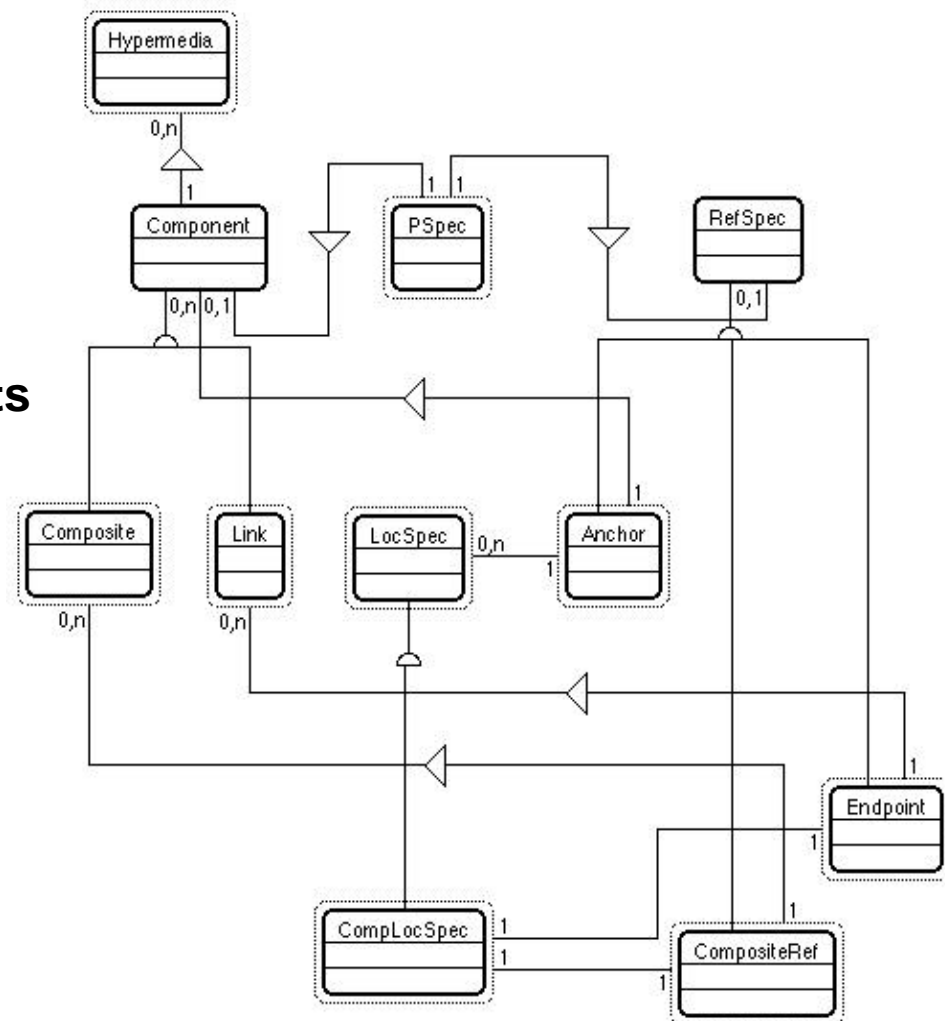 Hypermedia
0,n
1
Component
0,n
0,1
1
1
PSpec
RefSpec
0,1
ts
1
Composite
Link
LocSpec
0,n
1
Anchor
0,n
0,n
1
Endpoint
1
CompLocSpec
1
1
1
1
CompositeRef